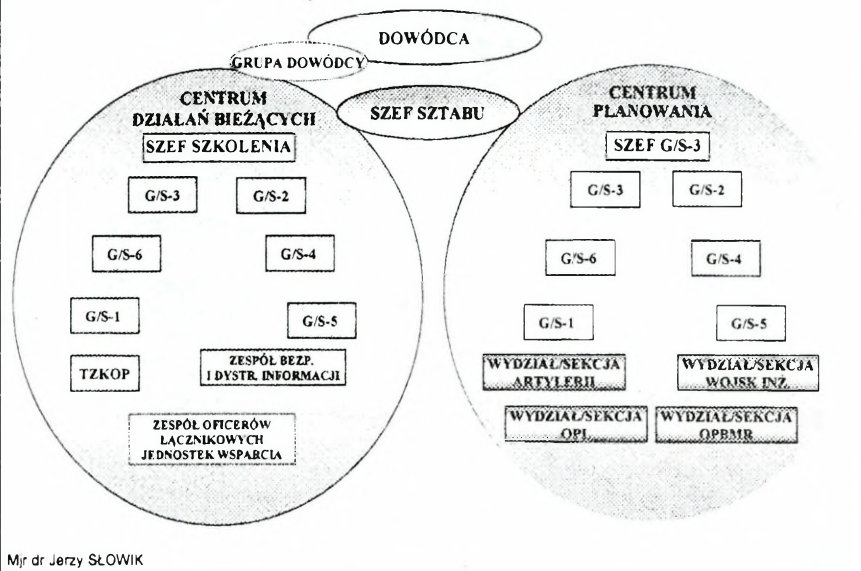 DOWÓDCA
GRUPA DOWÓDCY
SZEF SZTABU
CENTRUM
DZIAŁAŃ BIEŻĄCYCH
SZEF SZKOLENIA
G/S-3
G/S-2
G/S-6
G/S-4
G/S-1
G/S-5
TZKOP
ZESPÓŁ BEZP.
I DYSTR. INFORMACJI
ZESPÓŁ OFICERÓW
ŁĄCZNIKOWYCH
JEDNOSTEK WSPARCIA
CENTRUM
PLANOWANIA
SZEF G/S-3
G/S-3
G/S-2
G/S-6
G/S-4
G/S-1
G/S-5
WYDZIAŁ/SEKCJA
ARTYLERII
WYDZIAŁ/SEKCJA
WOJSK INŻ.
WYDZIAŁ/SEKCJA
OPL
WYDZIAŁ/SEKCJA
OPBMR
Mjr dr Jerzy SŁOWIK